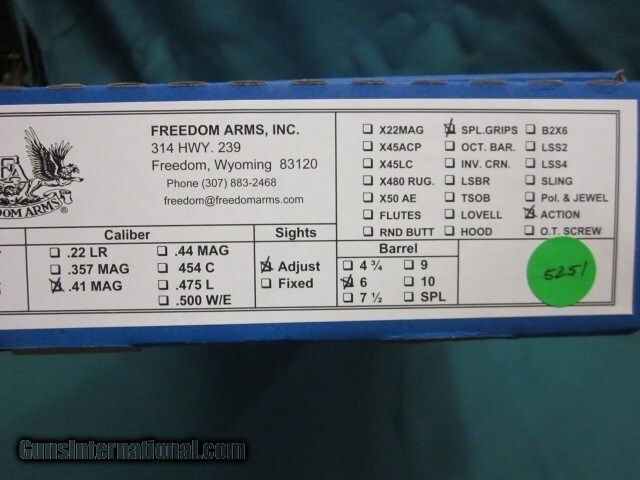 FREEDOM ARMS, INC.
314 HWY. 239
Freedom, Wyoming 83120
Phone (307) 883-2468
freedom@freedomarms.com
FA
DOM ARMS®
X22MAG
X45ACP
X45LC
X480 RUG.
X50 AE
FLUTES
RND BUTT
SPL.GRIPS
OCT. BAR.
INV. CRN.
LSBR
TSOB
LOVELL
HOOD
B2X6
LSS2
LSS4
SLING
Pol. & JEWEL
ACTION
O.T. SCREW
Caliber
.22 LR
.357 MAG
.41 MAG
.44 MAG
454 C
.475 L
.500 W/E
Sights
Adjust
Fixed
Barrel
4 ¾
6
7 ½
9
10
SPL
5251
GunsInternational.com